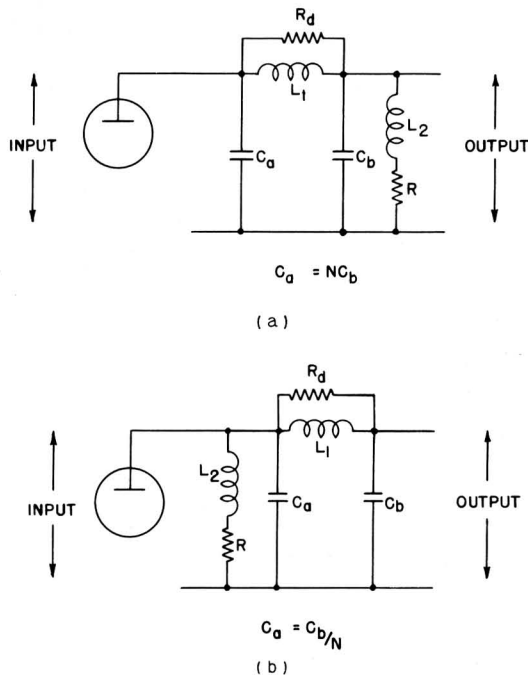 R_d
L_1
INPUT
C_a
C_b
L_2
R
OUTPUT
C_a = NC_b
(a)
R_d
L_1
L_2
INPUT
R
C_a
C_b
OUTPUT
C_a = C_b/N
(b)